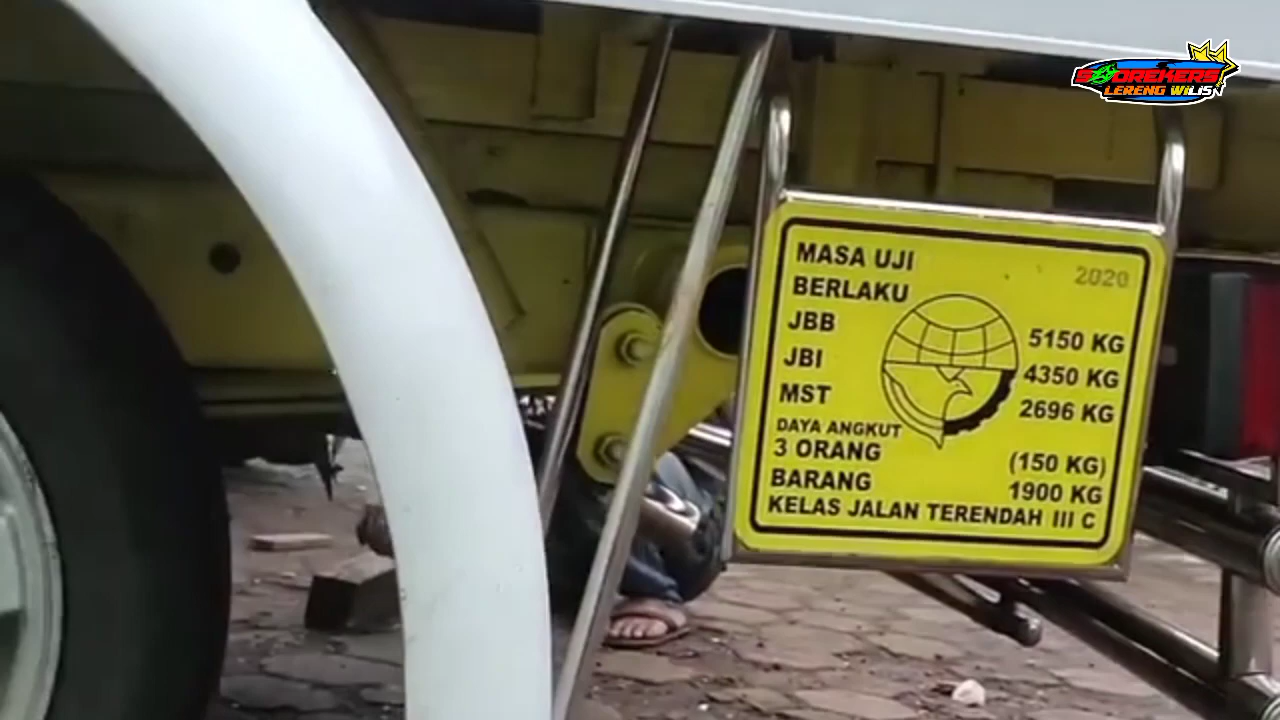 SOOREKERS
LERENG WILIS
MASA UJI
BERLAKU 2020
JBB 5150 KG
JBI 4350 KG
MST 2696 KG
DAYA ANGKUT
3 ORANG (150 KG)
BARANG 1900 KG
KELAS JALAN TERENDAH III C